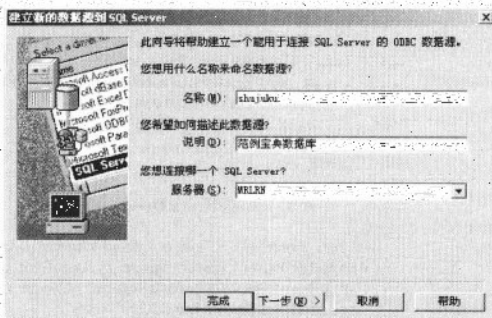 建立新的数据源到 SQL Server
此向导将帮助建立一个能用于连接 SQL Server 的 ODBC 数据源。
您想用什么名称来命名数据源?
名称(M): shujuku
您希望如何描述此数据源?
说明(D): 范例宝典数据库
您想连接哪一个 SQL Server?
服务器(S): MRLRN
完成
下一步(N) >
取消
帮助
Select a driver
SQL Serv